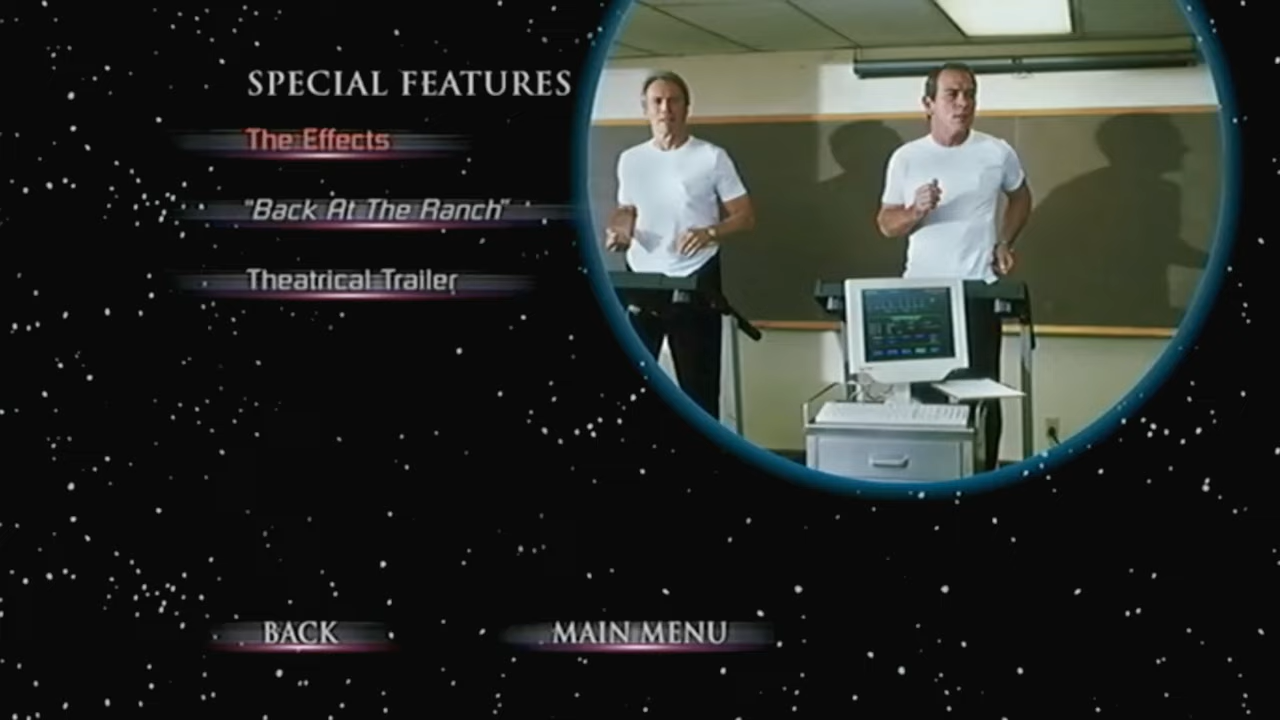 SPECIAL FEATURES
The Effects
"Back At The Ranch"
Theatrical Trailer
BACK
MAIN MENU